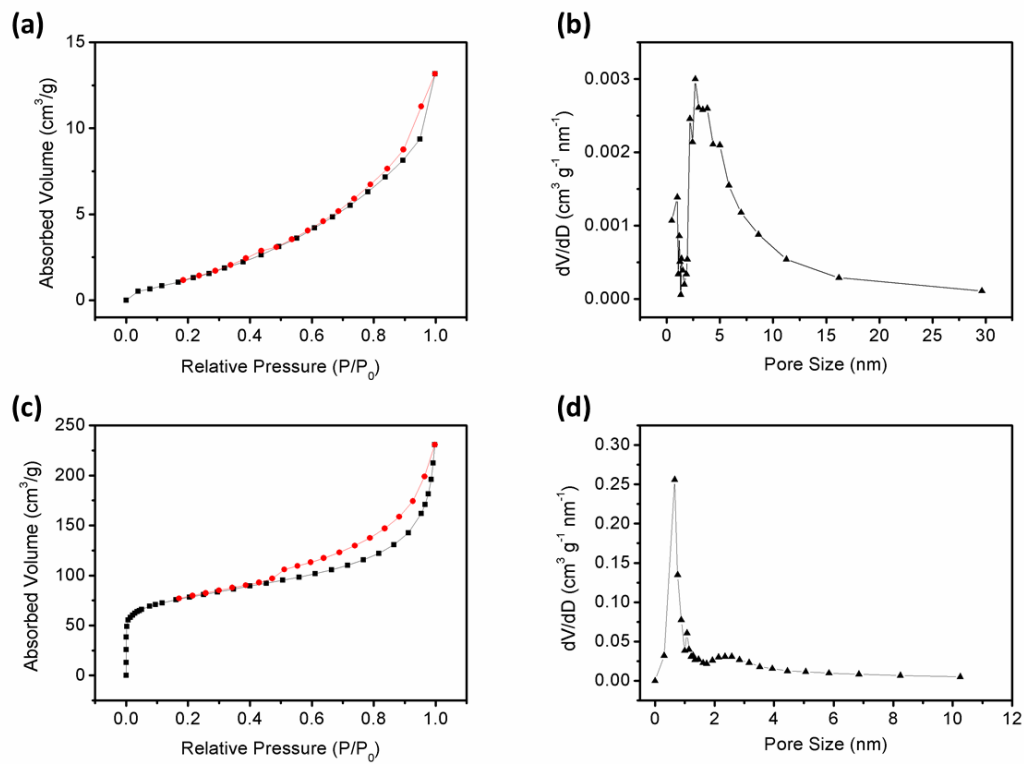 (a)
15
10
5
0
0.0 0.2 0.4 0.6 0.8 1.0
Absorbed Volume (cm³/g)
Relative Pressure (P/P₀)
(b)
0.003
0.002
0.001
0.000
0 5 10 15 20 25 30
dV/dD (cm³ g⁻¹ nm⁻¹)
Pore Size (nm)
(c)
250
200
150
100
50
0
0.0 0.2 0.4 0.6 0.8 1.0
Absorbed Volume (cm³/g)
Relative Pressure (P/P₀)
(d)
0.30
0.25
0.20
0.15
0.10
0.05
0.00
0 2 4 6 8 10 12
dV/dD (cm³ g⁻¹ nm⁻¹)
Pore Size (nm)